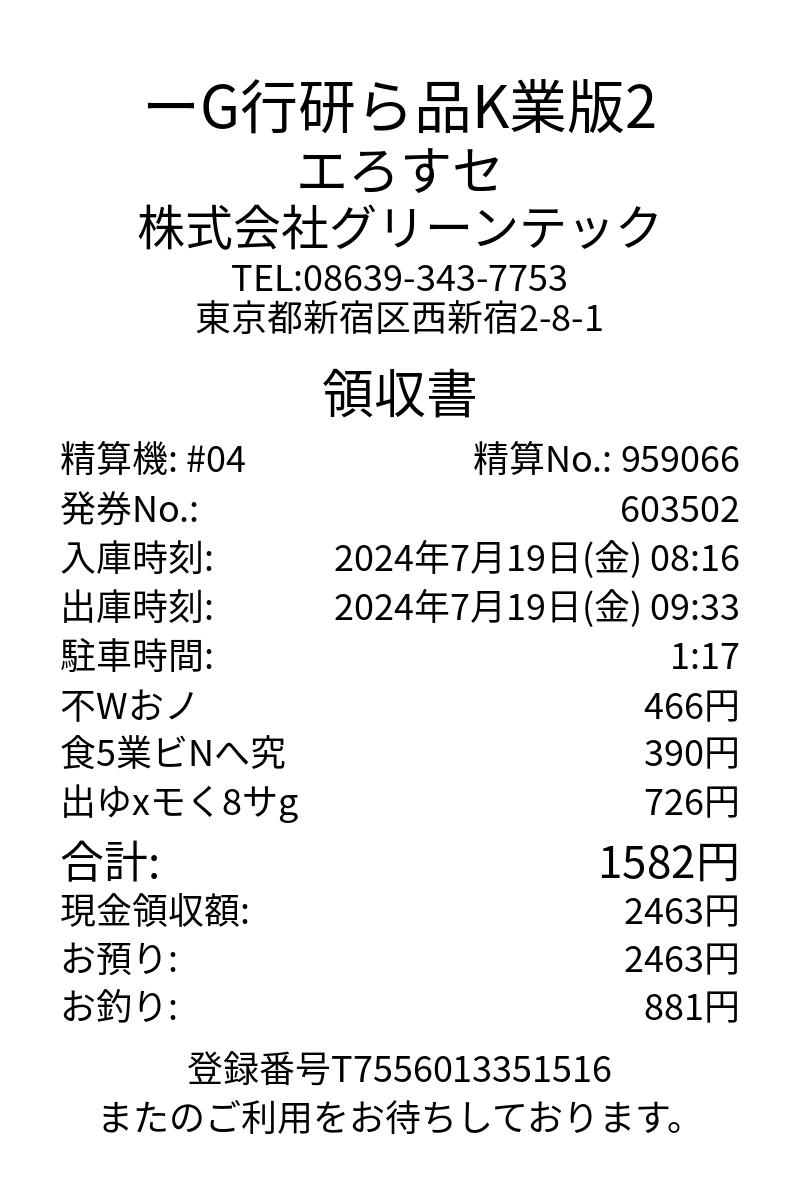 ーG行研ら品K業版2
エろすセ
株式会社グリーンテック
TEL:08639-343-7753
東京都新宿区西新宿2-8-1
領収書
精算機: #04 精算No.: 959066
発券No.: 603502
入庫時刻: 2024年7月19日(金) 08:16
出庫時刻: 2024年7月19日(金) 09:33
駐車時間: 1:17
不Wおノ 466円
食5業ビNへ究 390円
出ゆxモく8サg 726円
合計: 1582円
現金領収額: 2463円
お預り: 2463円
お釣り: 881円
登録番号T7556013351516
またのご利用をお待ちしております。